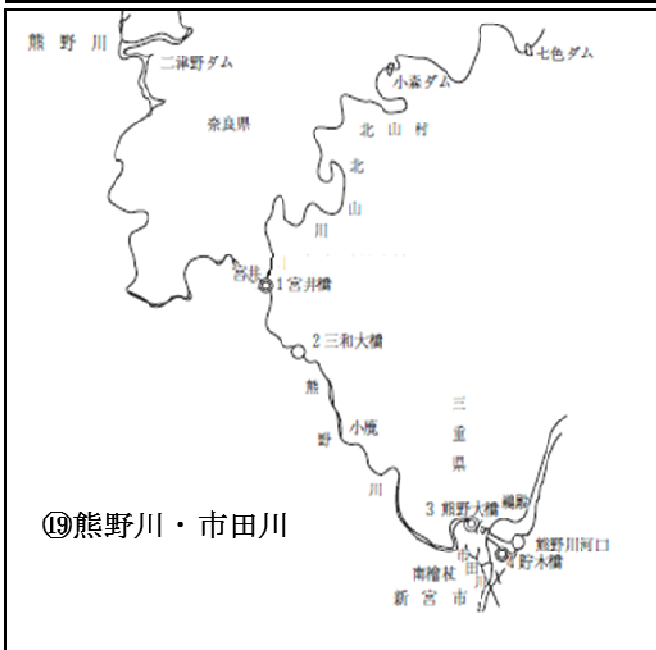 熊野川
二津野ダム
七色ダム
小森ダム
奈良県
北山村
北山川
宮井
1宮井橋
2三和大橋
熊野川
小鹿
三重県
3熊野大橋
鵜殿
⑲熊野川・市田川
熊野川河口
4貯木橋
市田川
南檜杖
新宮市